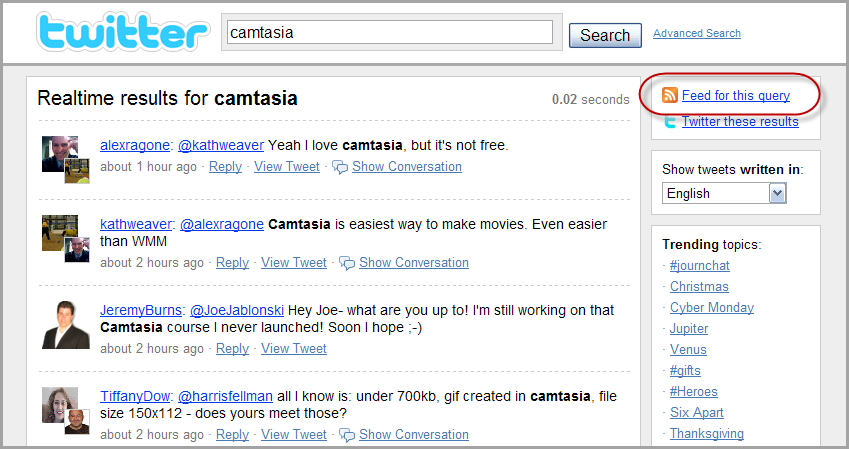 twitter
camtasia
Search
Advanced Search
Realtime results for camtasia
0.02 seconds
alexragone: @kathweaver Yeah I love camtasia, but it's not free.
about 1 hour ago · Reply · View Tweet · Show Conversation
kathweaver: @alexragone Camtasia is easiest way to make movies. Even easier
than WMM
about 2 hours ago · Reply · View Tweet · Show Conversation
JeremyBurns: @JoeJablonski Hey Joe- what are you up to! I'm still working on that
Camtasia course I never launched! Soon I hope ;-)
about 2 hours ago · Reply · View Tweet
TiffanyDow: @harrisfellman all I know is: under 700kb, gif created in camtasia, file
size 150x112 - does yours meet those?
about 2 hours ago · Reply · View Tweet · Show Conversation
Feed for this query
Twitter these results
Show tweets written in:
English
Trending topics:
· #journchat
· Christmas
· Cyber Monday
· Jupiter
· Venus
· #gifts
· #Heroes
· Six Apart
· Thanksgiving